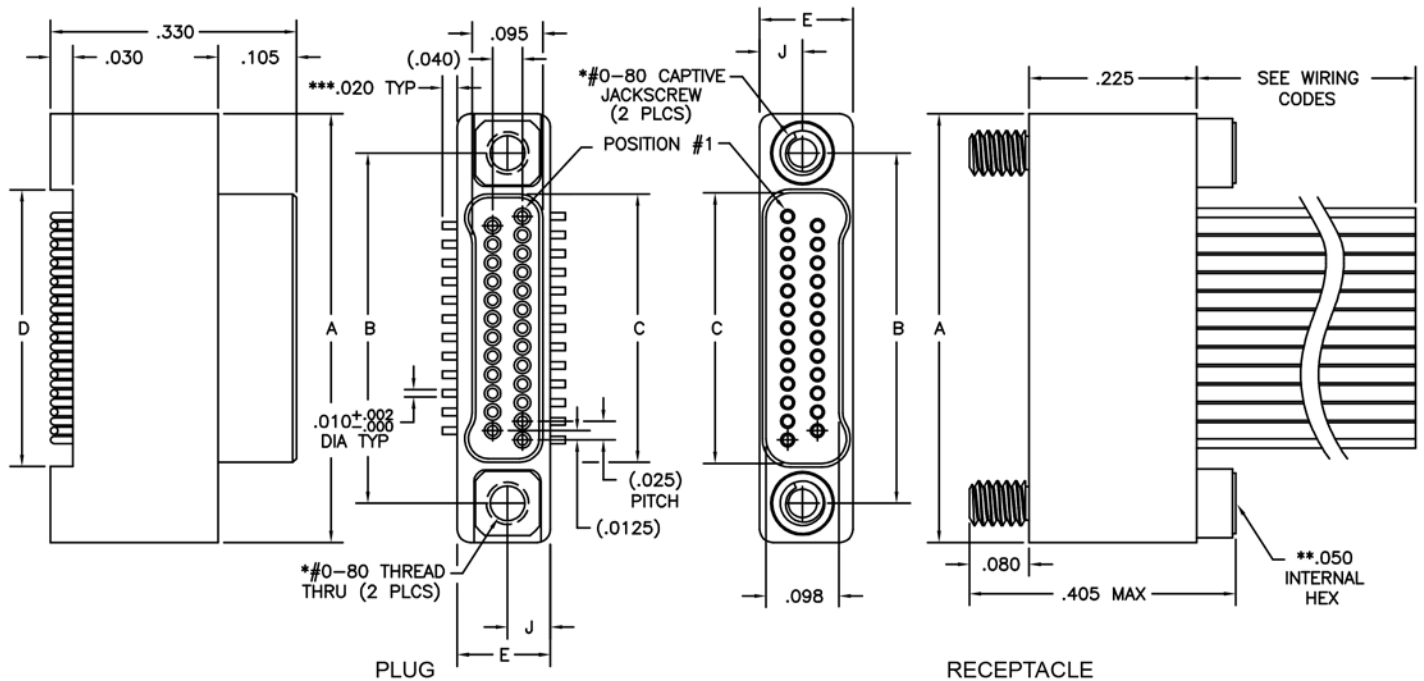 .330
.030
.105
.095
(.040)
***.020 TYP
E
J
*#0-80 CAPTIVE
JACKSCREW
(2 PLCS)
POSITION #1
.225
SEE WIRING
CODES
D
A
B
C
C
B
A
.010+.002
-.000
DIA TYP
(.025)
PITCH
(.0125)
*#0-80 THREAD
THRU (2 PLCS)
J
E
.098
.080
.405 MAX
**.050
INTERNAL
HEX
PLUG
RECEPTACLE